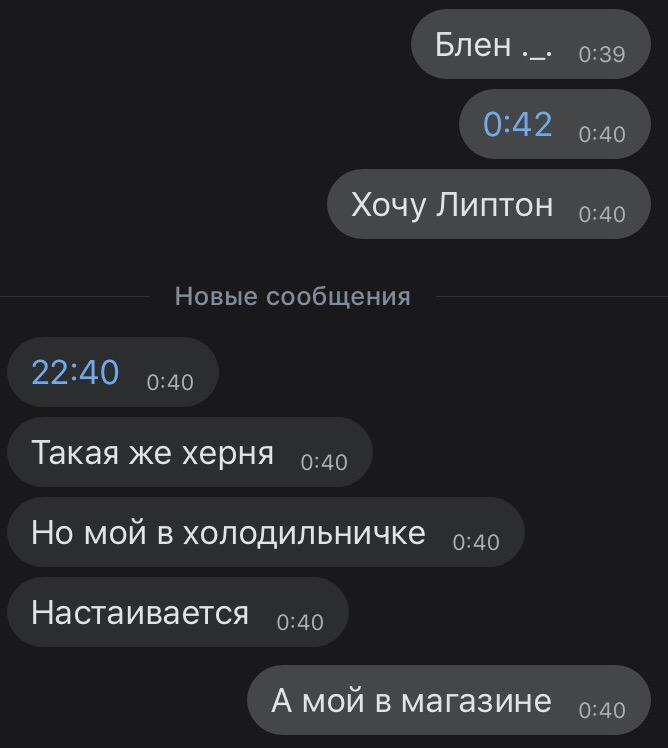 Блен ._. 0:39
0:42 0:40
Хочу Липтон 0:40
Новые сообщения
22:40 0:40
Такая же херня 0:40
Но мой в холодильничке 0:40
Настаивается 0:40
А мой в магазине 0:40